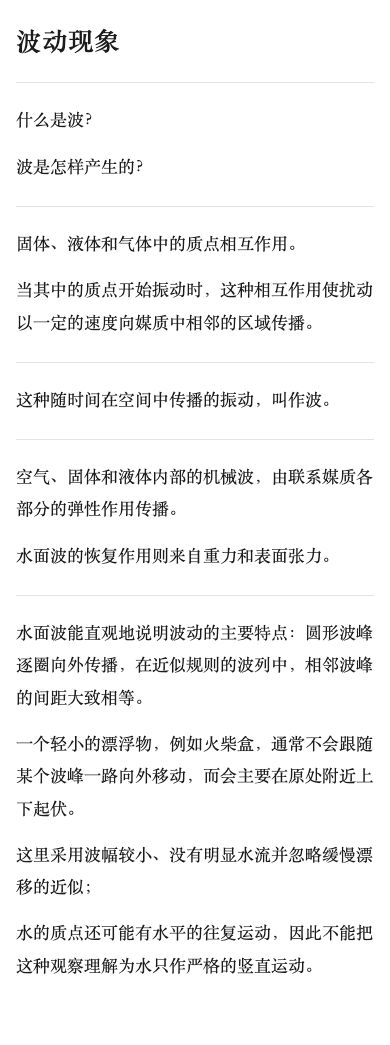 波动现象
什么是波?
波是怎样产生的?
固体、液体和气体中的质点相互作用。
当其中的质点开始振动时，这种相互作用使扰动
以一定的速度向媒质中相邻的区域传播。
这种随时间在空间中传播的振动，叫作波。
空气、固体和液体内部的机械波，由联系媒质各
部分的弹性作用传播。
水面波的恢复作用则来自重力和表面张力。
水面波能直观地说明波动的主要特点：圆形波峰
逐圈向外传播，在近似规则的波列中，相邻波峰
的间距大致相等。
一个轻小的漂浮物，例如火柴盒，通常不会跟随
某个波峰一路向外移动，而会主要在原处附近上
下起伏。
这里采用波幅较小、没有明显水流并忽略缓慢漂
移的近似；
水的质点还可能有水平的往复运动，因此不能把
这种观察理解为水只作严格的竖直运动。